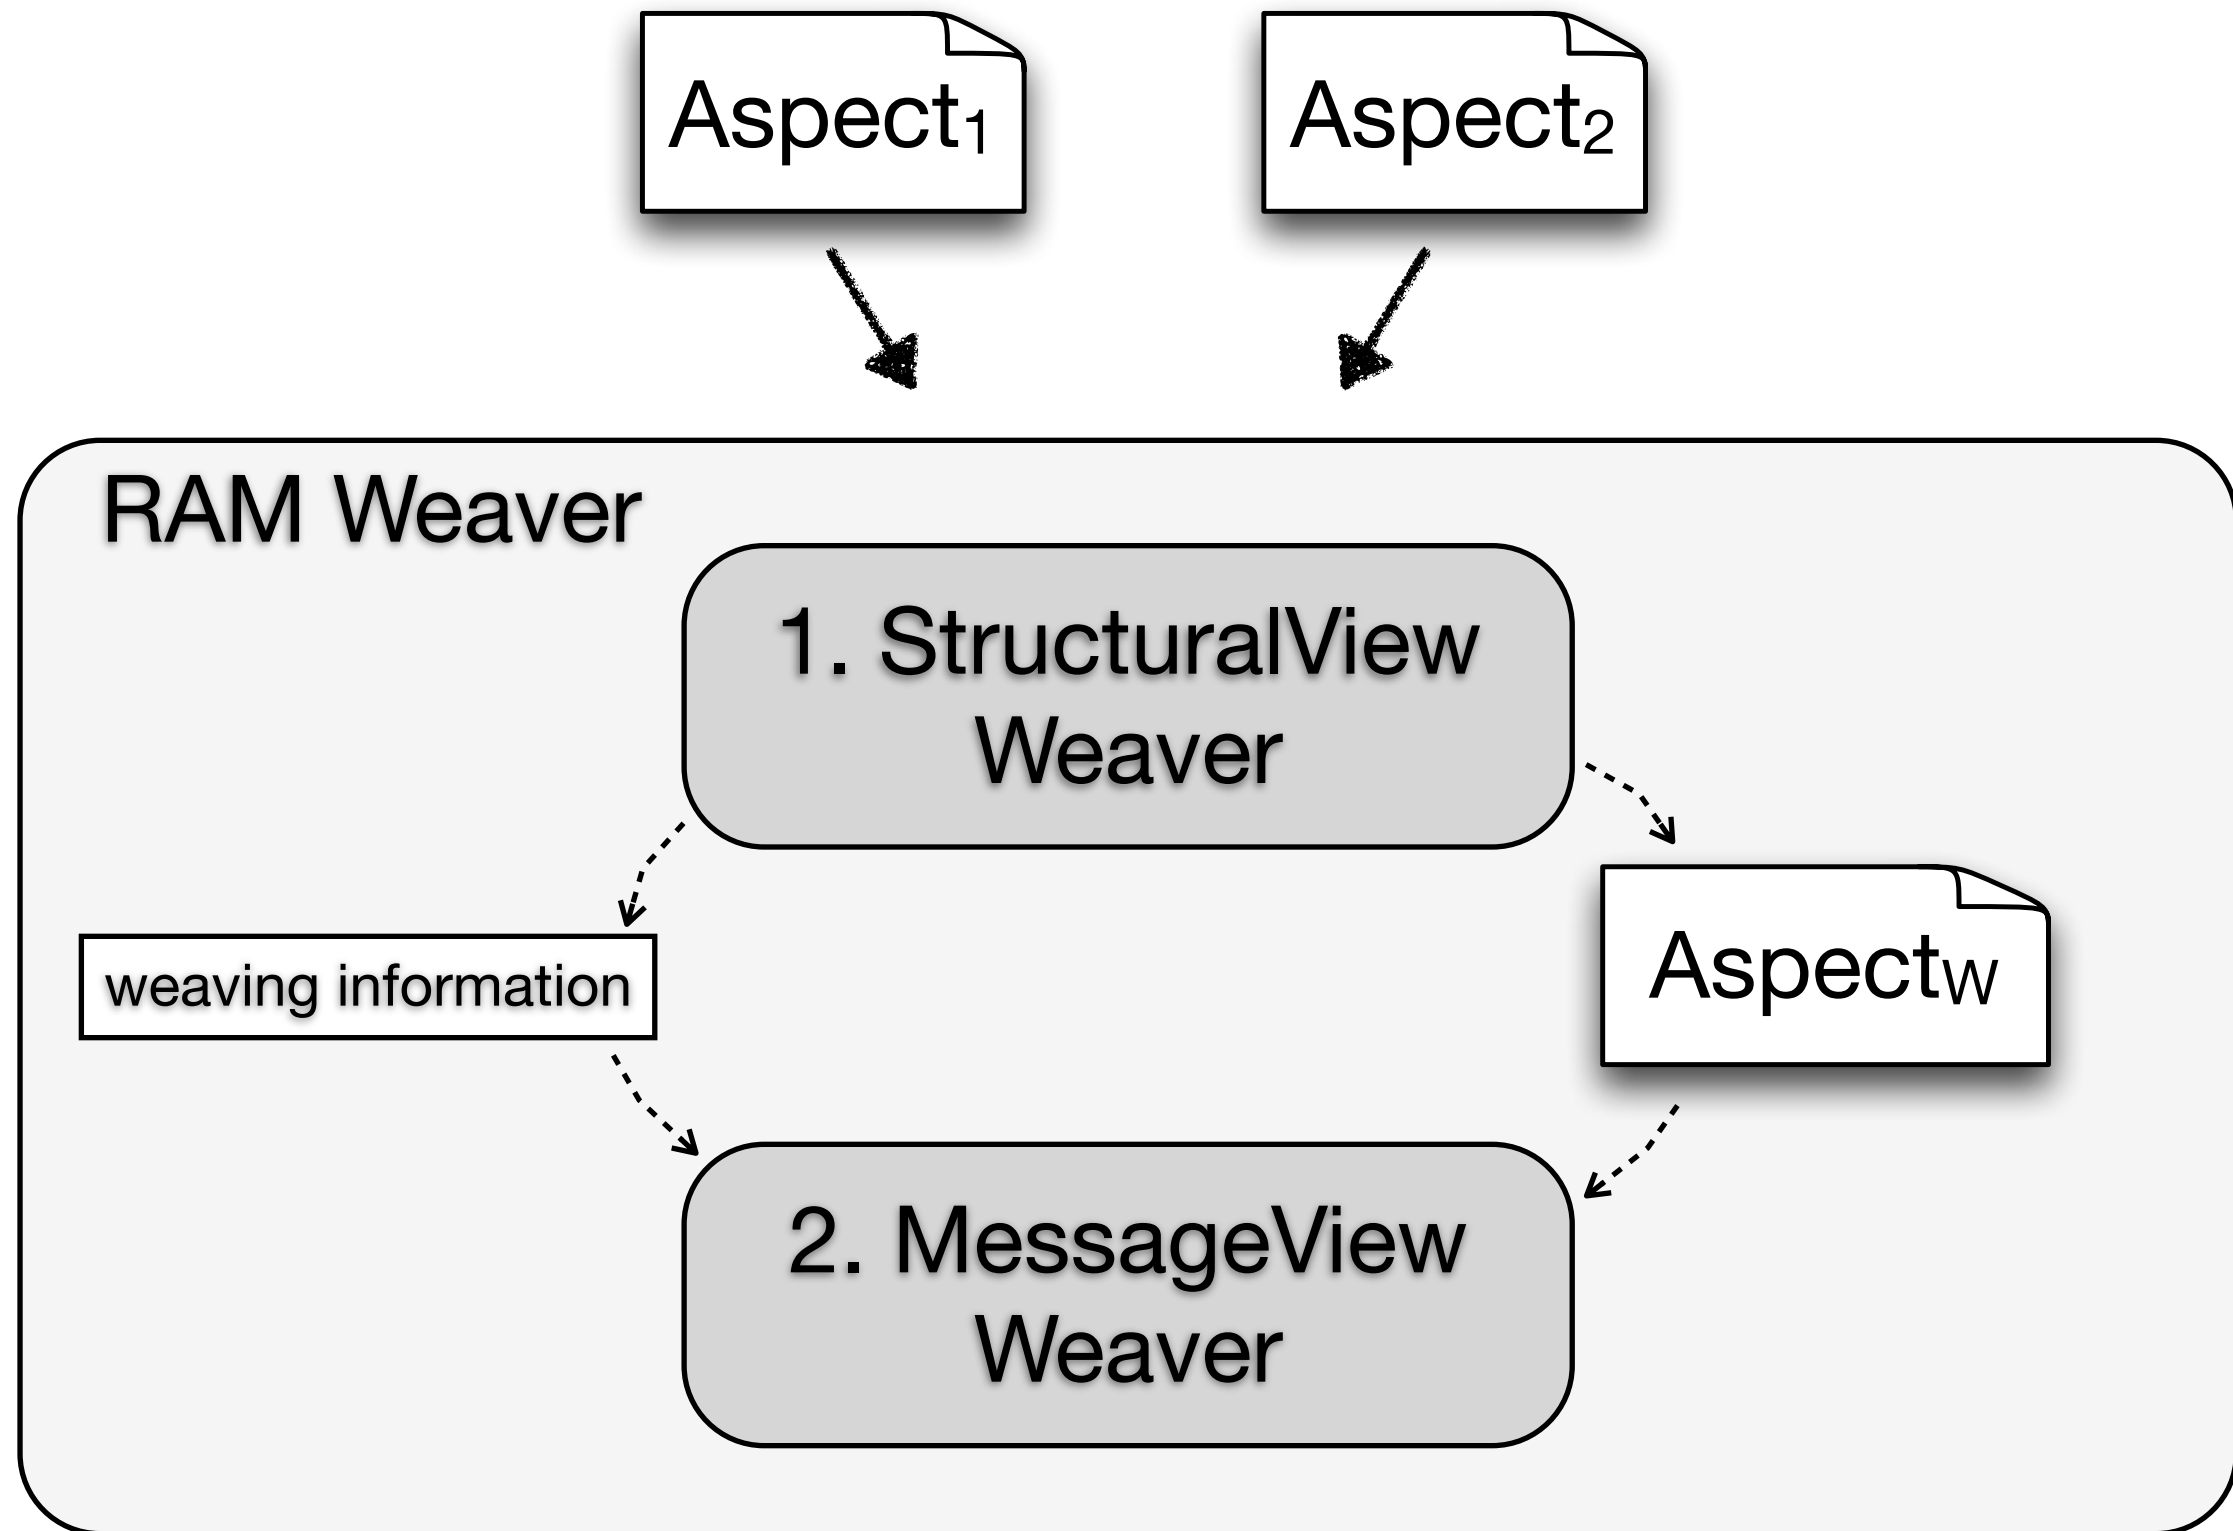 Aspect₁
Aspect₂
RAM Weaver
1. StructuralView
Weaver
weaving information
AspectW
2. MessageView
Weaver